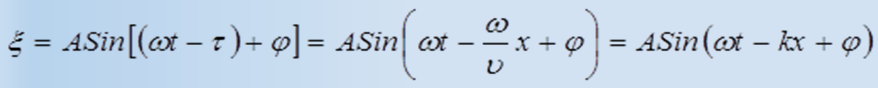 ξ = ASin[(ωt − τ) + φ] = ASin(ωt − ω/υ x + φ) = ASin(ωt − kx + φ)